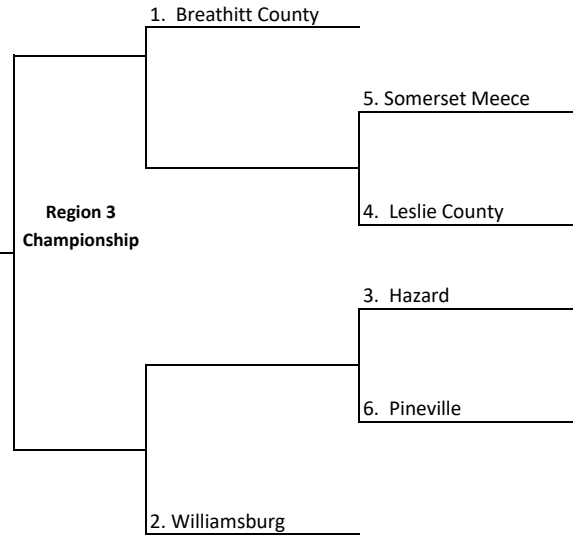 1. Breathitt County
5. Somerset Meece
Region 3
Championship
4. Leslie County
3. Hazard
6. Pineville
2. Williamsburg